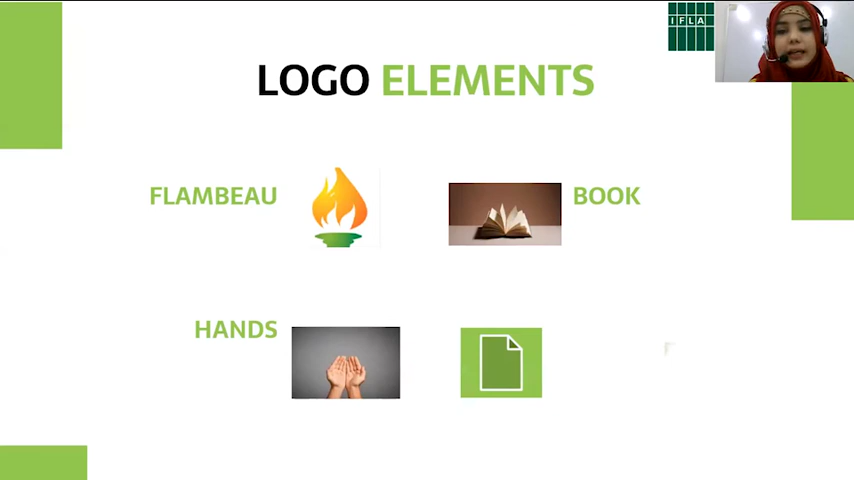 IFLA
LOGO ELEMENTS
FLAMBEAU
BOOK
HANDS